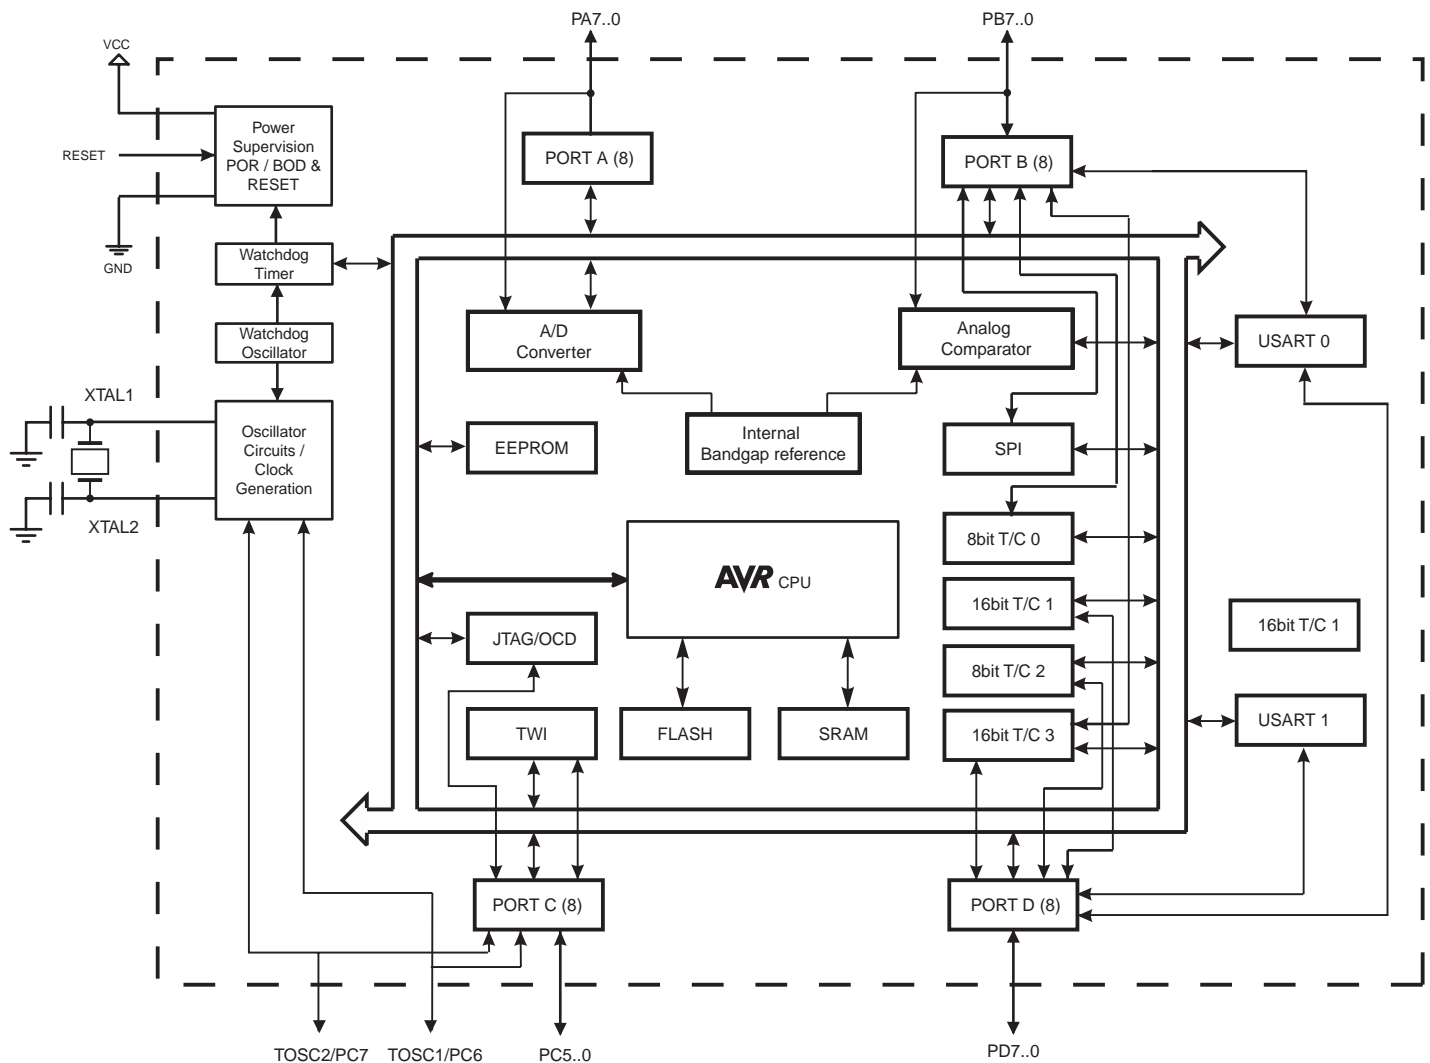 PA7..0
PB7..0
VCC
Power
Supervision
POR / BOD &
RESET
RESET
PORT A (8)
PORT B (8)
GND
Watchdog
Timer
Watchdog
Oscillator
A/D
Converter
Analog
Comparator
USART 0
XTAL1
Oscillator
Circuits /
Clock
Generation
EEPROM
Internal
Bandgap reference
SPI
XTAL2
8bit T/C 0
AVR CPU
16bit T/C 1
16bit T/C 1
JTAG/OCD
8bit T/C 2
TWI
FLASH
SRAM
16bit T/C 3
USART 1
PORT C (8)
PORT D (8)
TOSC2/PC7
TOSC1/PC6
PC5..0
PD7..0